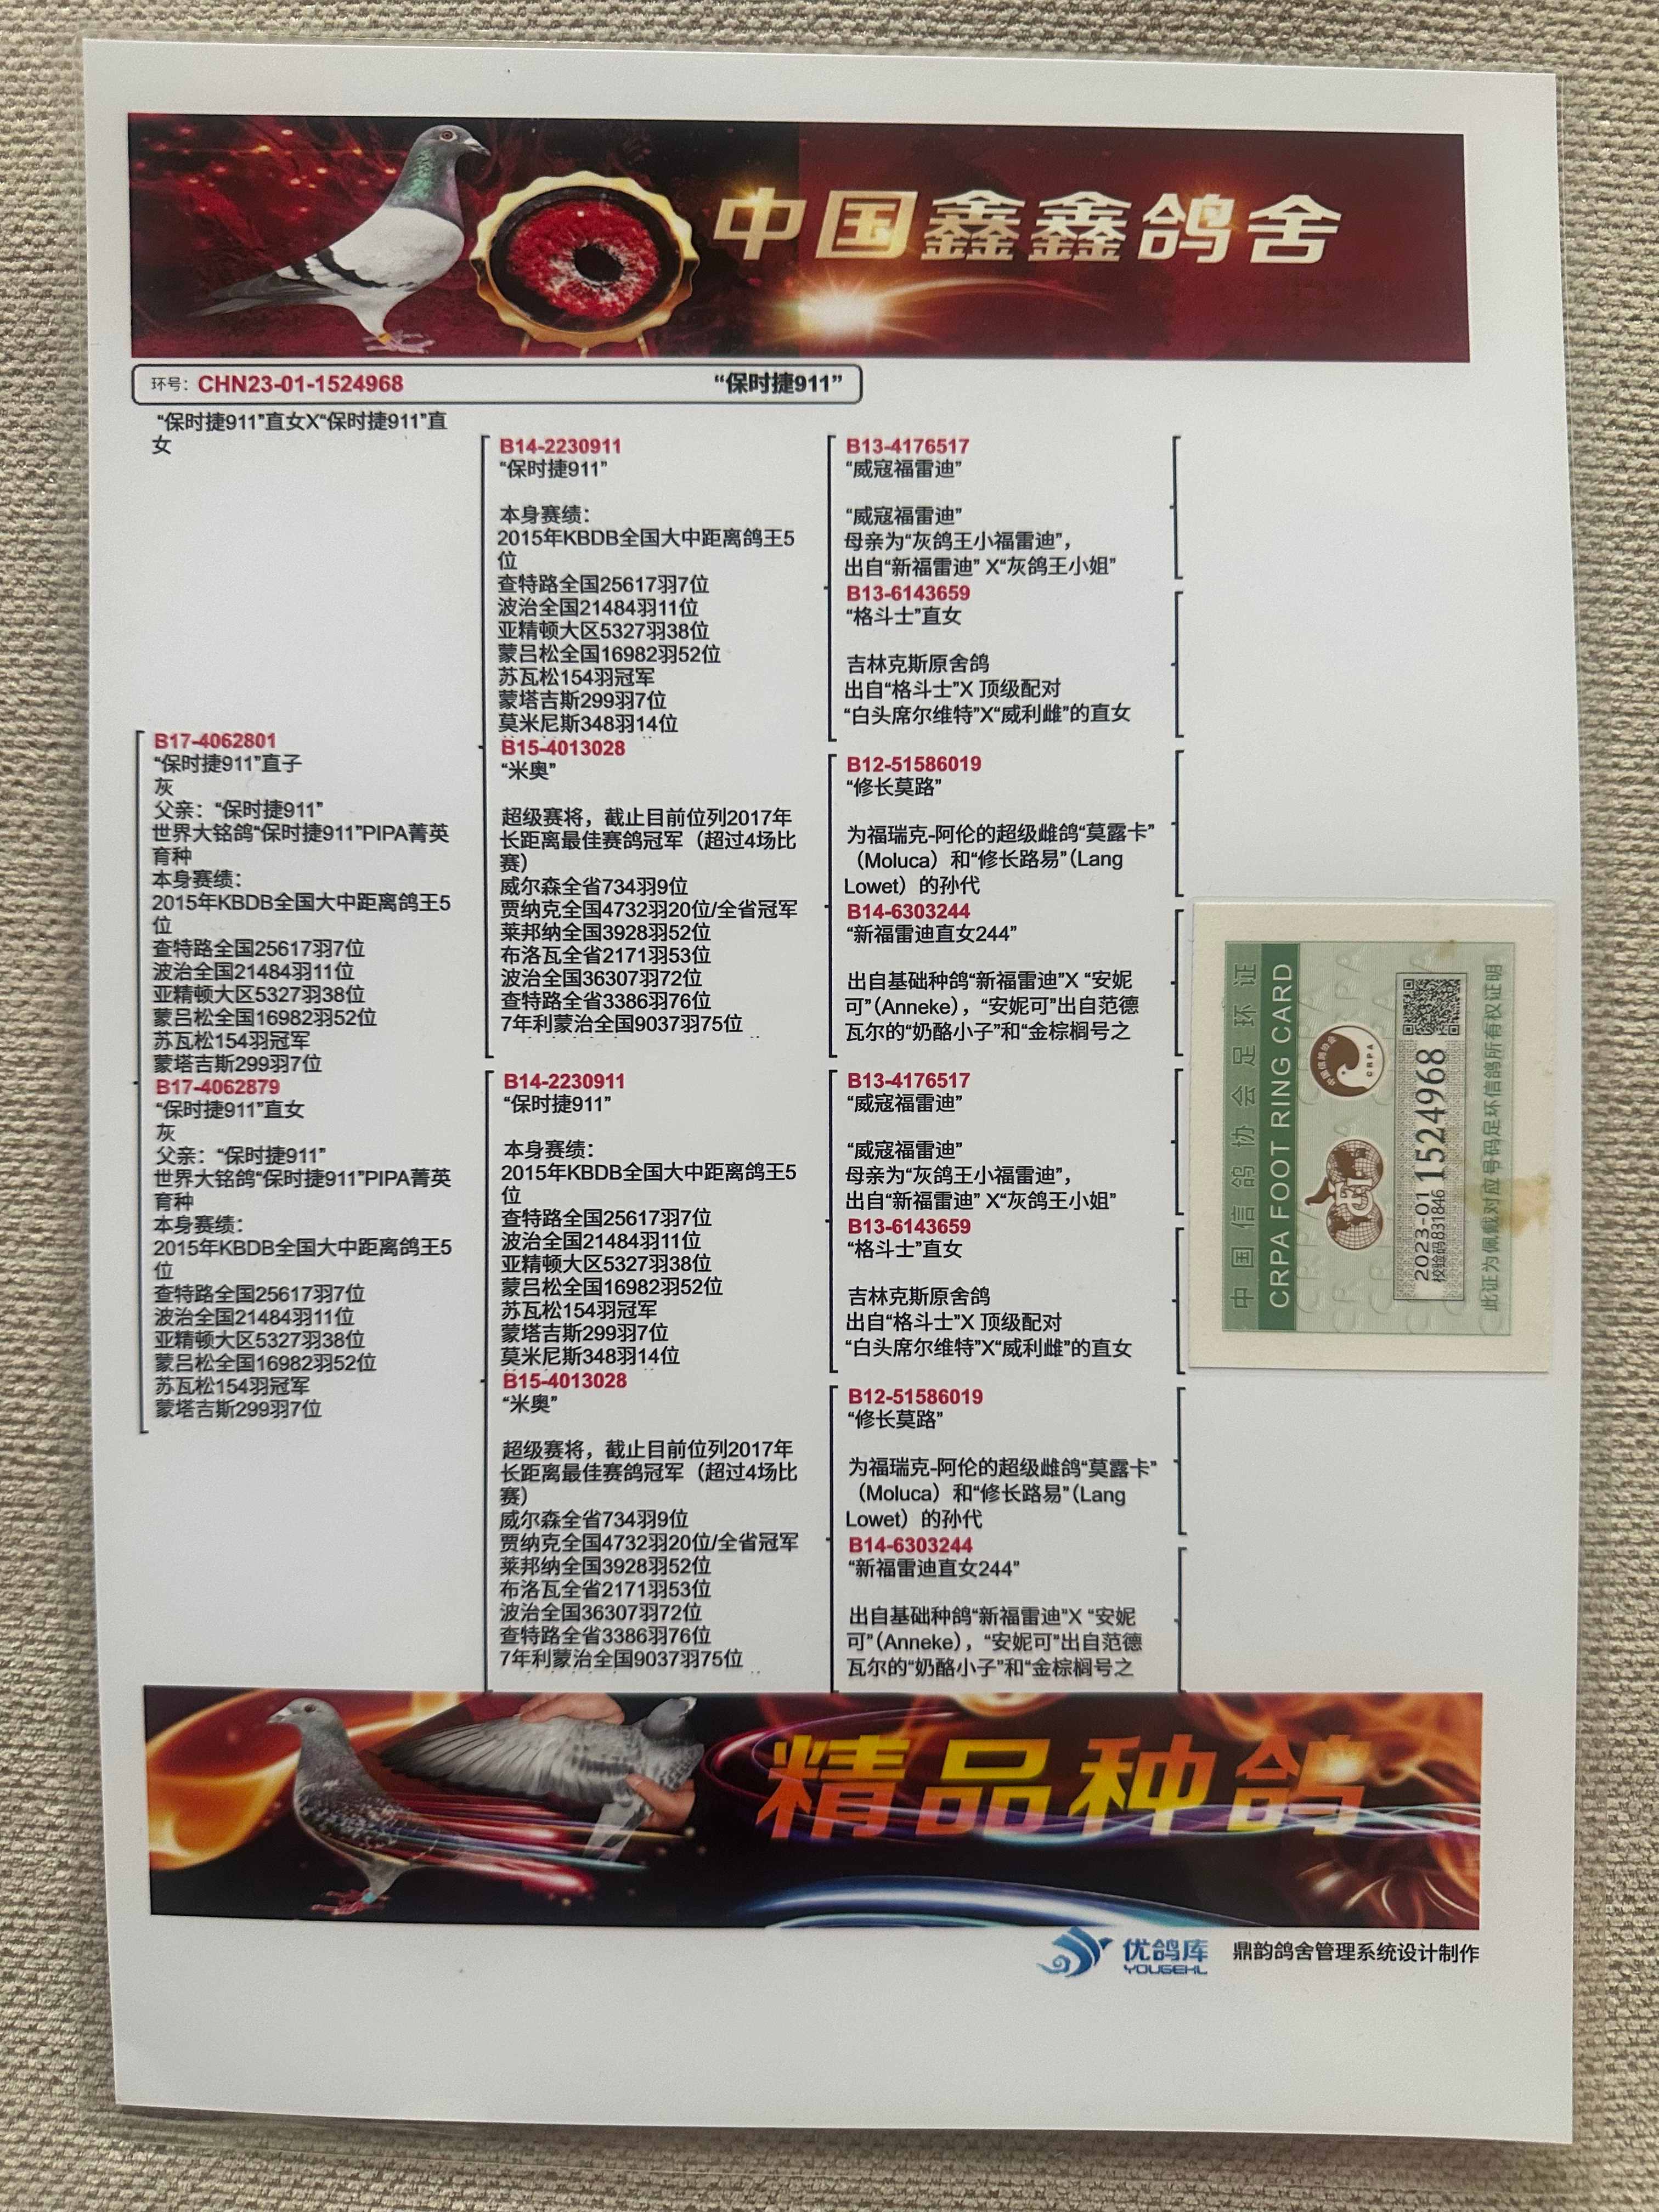 中国鑫鑫鸽舍
环号：CHN23-01-1524968
“保时捷911”
“保时捷911”直女X“保时捷911”直
女
B17-4062801
“保时捷911”直子
灰
父亲：“保时捷911”
世界大铭鸽“保时捷911”PIPA菁英
育种
本身赛绩：
2015年KBDB全国大中距离鸽王5
位
查特路全国25617羽7位
波治全国21484羽11位
亚精顿大区5327羽38位
蒙吕松全国16982羽52位
苏瓦松154羽冠军
蒙塔吉斯299羽7位
B17-4062879
“保时捷911”直女
灰
父亲：“保时捷911”
世界大铭鸽“保时捷911”PIPA菁英
育种
本身赛绩：
2015年KBDB全国大中距离鸽王5
位
查特路全国25617羽7位
波治全国21484羽11位
亚精顿大区5327羽38位
蒙吕松全国16982羽52位
苏瓦松154羽冠军
蒙塔吉斯299羽7位
B14-2230911
“保时捷911”
本身赛绩：
2015年KBDB全国大中距离鸽王5
位
查特路全国25617羽7位
波治全国21484羽11位
亚精顿大区5327羽38位
蒙吕松全国16982羽52位
苏瓦松154羽冠军
蒙塔吉斯299羽7位
莫米尼斯348羽14位
B15-4013028
“米奥”
超级赛将，截止目前位列2017年
长距离最佳赛鸽冠军（超过4场比
赛）
威尔森全省734羽9位
贾纳克全国4732羽20位/全省冠军
莱邦纳全国3928羽52位
布洛瓦全省2171羽53位
波治全国36307羽72位
查特路全省3386羽76位
7年利蒙治全国9037羽75位
B14-2230911
“保时捷911”
本身赛绩：
2015年KBDB全国大中距离鸽王5
位
查特路全国25617羽7位
波治全国21484羽11位
亚精顿大区5327羽38位
蒙吕松全国16982羽52位
苏瓦松154羽冠军
蒙塔吉斯299羽7位
莫米尼斯348羽14位
B15-4013028
“米奥”
超级赛将，截止目前位列2017年
长距离最佳赛鸽冠军（超过4场比
赛）
威尔森全省734羽9位
贾纳克全国4732羽20位/全省冠军
莱邦纳全国3928羽52位
布洛瓦全省2171羽53位
波治全国36307羽72位
查特路全省3386羽76位
7年利蒙治全国9037羽75位
B13-4176517
“威寇福雷迪”
“威寇福雷迪”
母亲为“灰鸽王小福雷迪”，
出自“新福雷迪” X“灰鸽王小姐”
B13-6143659
“格斗士”直女
吉林克斯原舍鸽
出自“格斗士”X 顶级配对
“白头席尔维特”X“威利雌”的直女
B12-51586019
“修长莫路”
为福瑞克-阿伦的超级雌鸽“莫露卡”
（Moluca）和“修长路易”（Lang
Lowet）的孙代
B14-6303244
“新福雷迪直女244”
出自基础种鸽“新福雷迪”X “安妮
可”（Anneke），“安妮可”出自范德
瓦尔的“奶酪小子”和“金棕榈号之
B13-4176517
“威寇福雷迪”
“威寇福雷迪”
母亲为“灰鸽王小福雷迪”，
出自“新福雷迪” X“灰鸽王小姐”
B13-6143659
“格斗士”直女
吉林克斯原舍鸽
出自“格斗士”X 顶级配对
“白头席尔维特”X“威利雌”的直女
B12-51586019
“修长莫路”
为福瑞克-阿伦的超级雌鸽“莫露卡”
（Moluca）和“修长路易”（Lang
Lowet）的孙代
B14-6303244
“新福雷迪直女244”
出自基础种鸽“新福雷迪”X “安妮
可”（Anneke），“安妮可”出自范德
瓦尔的“奶酪小子”和“金棕榈号之
中国信鸽协会足环证
CRPA FOOT RING CARD
CRPA
2023-01 1524968
校验码831846
此证为佩戴对应号码足环信鸽所有权证明
精品种鸽
优鸽库
YOUGEKU
鼎韵鸽舍管理系统设计制作